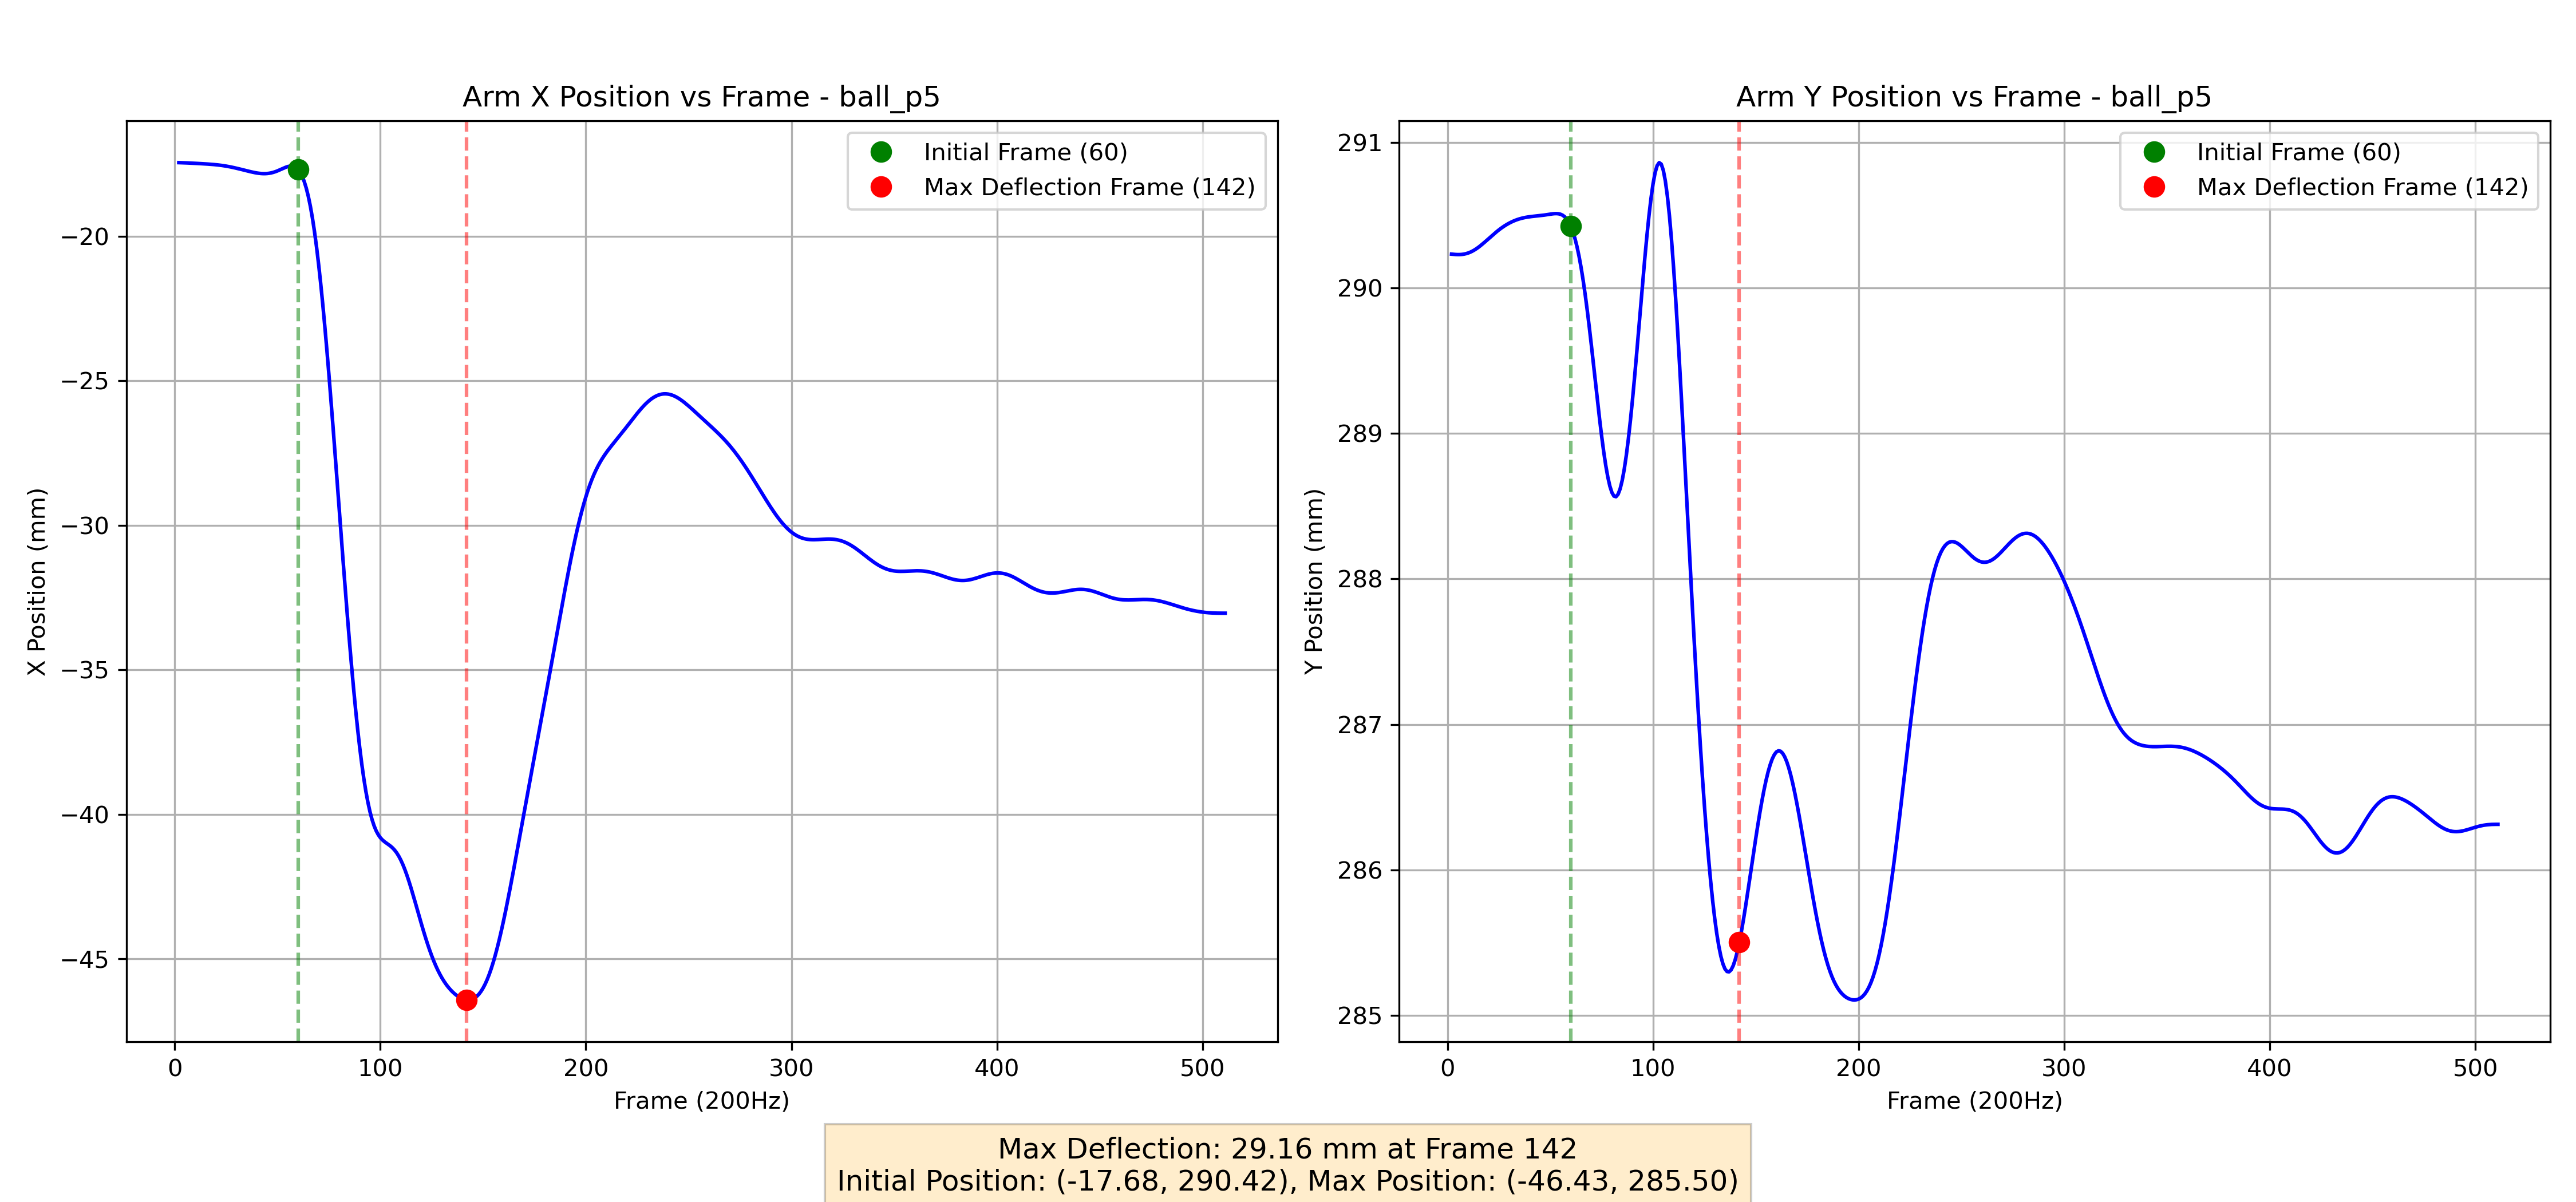 Arm X Position vs Frame - ball_p5
Initial Frame (60)
Max Deflection Frame (142)
−20
−25
−30
−35
−40
−45
X Position (mm)
0 100 200 300 400 500
Frame (200Hz)
Arm Y Position vs Frame - ball_p5
Initial Frame (60)
Max Deflection Frame (142)
291
290
289
288
287
286
285
Y Position (mm)
0 100 200 300 400 500
Frame (200Hz)
Max Deflection: 29.16 mm at Frame 142
Initial Position: (-17.68, 290.42), Max Position: (-46.43, 285.50)